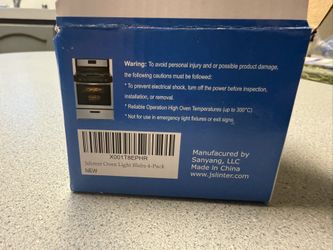 Waring: To avoid personal injury and or possible product damage,
the following cautions must be followed:
* To prevent electrical shock, turn off the power before inspection,
installation, or removal.
* Reliable Operation High Oven Temperatures (up to 300°C)
* Not for use in emergency light fixtures or exit signs
X001T8EPHR
Jslinter Oven Light Blubs 4-Pack
NEW
Manufacured by
Sanyang, LLC
Made In China
www.jslinter.com